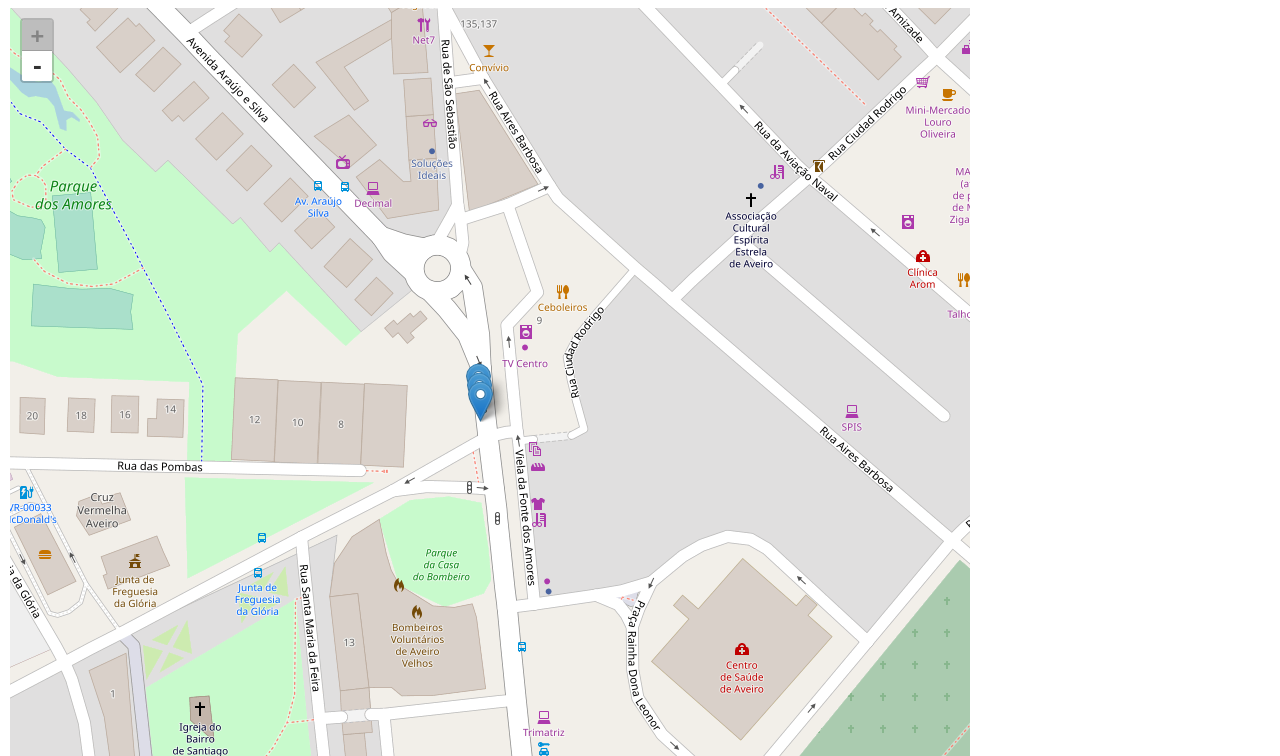 +
-
Net7
135,137
Convívio
Avenida Araújo e Silva
Rua de São Sebastião
Rua Aires Barbosa
Amizade
Rua Ciudad Rodrigo
Mini-Mercado
Louro
Oliveira
Rua da Aviação Naval
Soluções
Ideais
Av. Araújo
Silva
Decimal
Parque
dos Amores
MA
(a
de p
de M
Ziga
Associação
Cultural
Espírita
Estrela
de Aveiro
Clínica
Arom
Talho
Ceboleiros
9
Rua Ciudad Rodrigo
TV Centro
20
18
16
14
12
10
8
SPIS
Rua Aires Barbosa
Rua das Pombas
Viela da Fonte dos Amores
VR-00033
McDonald's
Cruz
Vermelha
Aveiro
Junta de
Freguesia
da Glória
Junta de
Freguesia
da Glória
ia da Glória
Rua Santa Maria da Feira
Parque
da Casa
do Bombeiro
Bombeiros
Voluntários
de Aveiro
Velhos
13
1
Praça Rainha Dona Leonor
Centro
de Saúde
de Aveiro
Igreja do
Bairro
de Santiago
Trimatriz